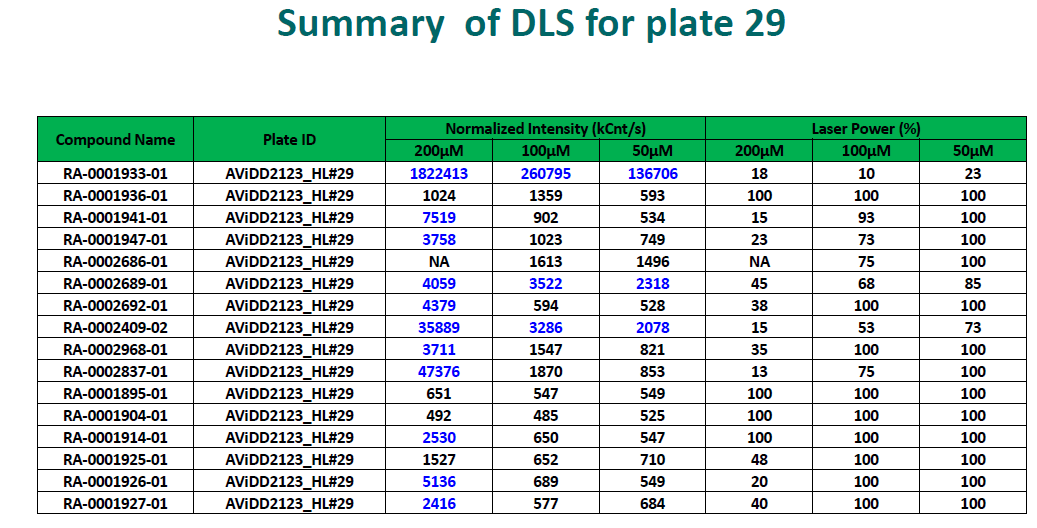 Summary of DLS for plate 29
Compound Name Plate ID Normalized Intensity (kCnt/s) Laser Power (%)
200µM 100µM 50µM 200µM 100µM 50µM
RA-0001933-01 AViDD2123_HL#29 1822413 260795 136706 18 10 23
RA-0001936-01 AViDD2123_HL#29 1024 1359 593 100 100 100
RA-0001941-01 AViDD2123_HL#29 7519 902 534 15 93 100
RA-0001947-01 AViDD2123_HL#29 3758 1023 749 23 73 100
RA-0002686-01 AViDD2123_HL#29 NA 1613 1496 NA 75 100
RA-0002689-01 AViDD2123_HL#29 4059 3522 2318 45 68 85
RA-0002692-01 AViDD2123_HL#29 4379 594 528 38 100 100
RA-0002409-02 AViDD2123_HL#29 35889 3286 2078 15 53 73
RA-0002968-01 AViDD2123_HL#29 3711 1547 821 35 100 100
RA-0002837-01 AViDD2123_HL#29 47376 1870 853 13 75 100
RA-0001895-01 AViDD2123_HL#29 651 547 549 100 100 100
RA-0001904-01 AViDD2123_HL#29 492 485 525 100 100 100
RA-0001914-01 AViDD2123_HL#29 2530 650 547 100 100 100
RA-0001925-01 AViDD2123_HL#29 1527 652 710 48 100 100
RA-0001926-01 AViDD2123_HL#29 5136 689 549 20 100 100
RA-0001927-01 AViDD2123_HL#29 2416 577 684 40 100 100